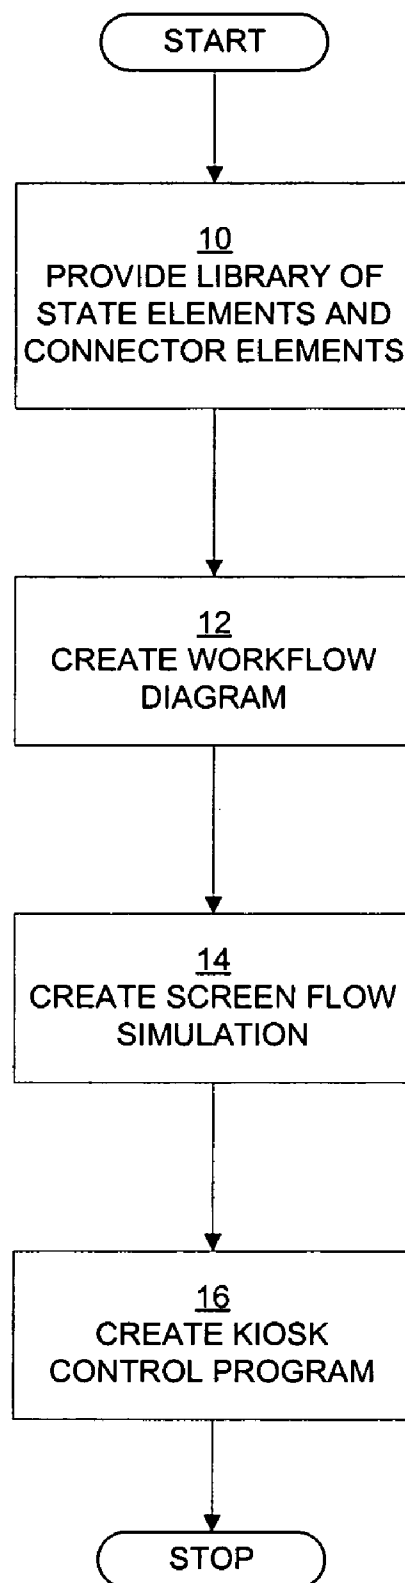 START
10
PROVIDE LIBRARY OF
STATE ELEMENTS AND
CONNECTOR ELEMENTS
12
CREATE WORKFLOW
DIAGRAM
14
CREATE SCREEN FLOW
SIMULATION
16
CREATE KIOSK
CONTROL PROGRAM
STOP